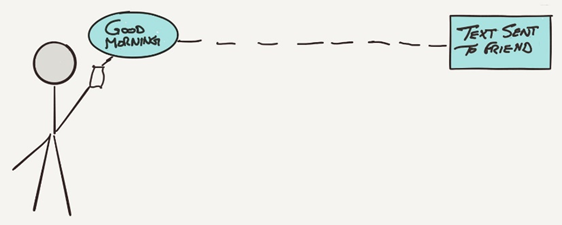 GOOD
MORNING
TEXT SENT
TO FRIEND